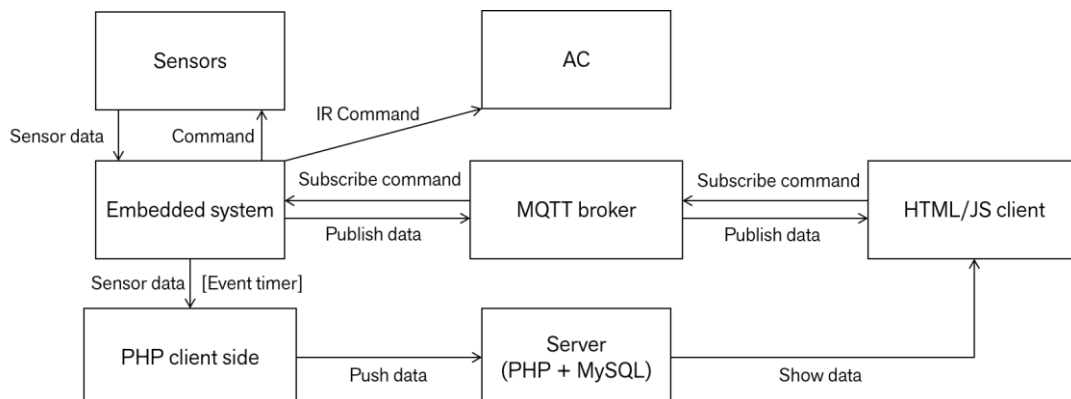 Sensors
AC
IR Command
Sensor data
Command
Subscribe command
Subscribe command
Embedded system
MQTT broker
HTML/JS client
Publish data
Publish data
Sensor data
[Event timer]
PHP client side
Server
(PHP + MySQL)
Push data
Show data